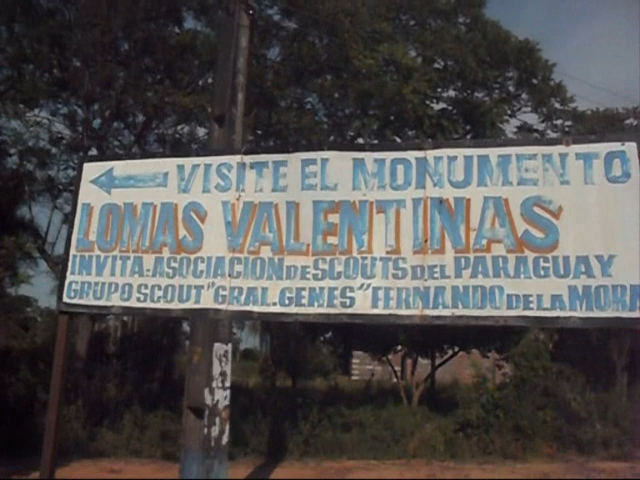 VISITE EL MONUMENTO
LOMAS VALENTINAS
INVITA: ASOCIACION DE SCOUTS DEL PARAGUAY
GRUPO SCOUT "GRAL. GENES" FERNANDO DE LA MORA